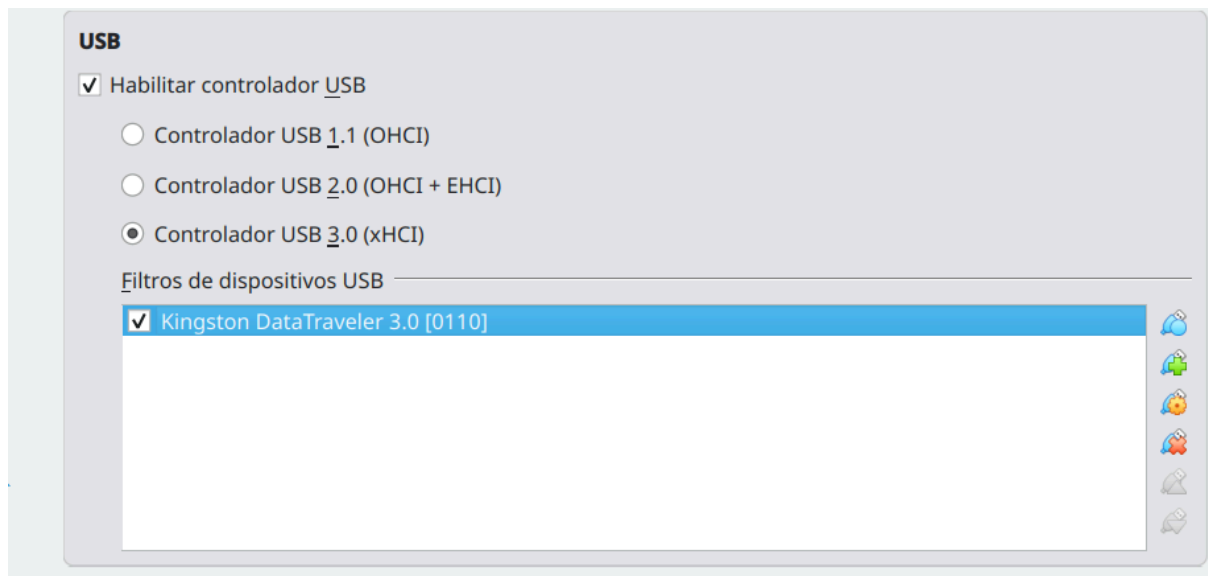 USB
Habilitar controlador USB
Controlador USB 1.1 (OHCI)
Controlador USB 2.0 (OHCI + EHCI)
Controlador USB 3.0 (xHCI)
Filtros de dispositivos USB
Kingston DataTraveler 3.0 [0110]